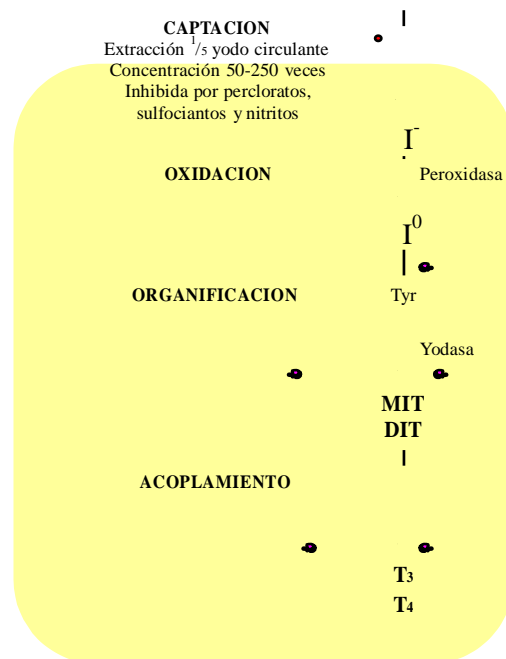 CAPTACION
Extracción 1/5 yodo circulante
Concentración 50-250 veces
Inhibida por percloratos,
sulfociantos y nitritos
I-
OXIDACION
Peroxidasa
I0
ORGANIFICACION
Tyr
Yodasa
MIT
DIT
ACOPLAMIENTO
T3
T4